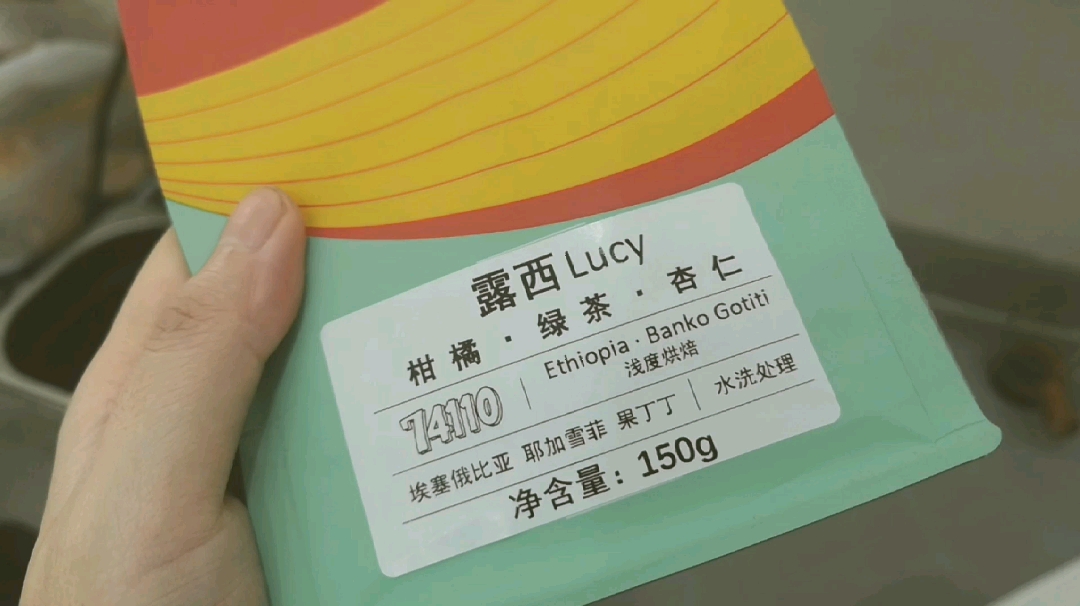 露西 Lucy
柑橘·绿茶·杏仁
74110 | Ethiopia · Banko Gotiti
浅度烘焙
埃塞俄比亚 耶加雪菲 果丁丁 | 水洗处理
净含量：150g